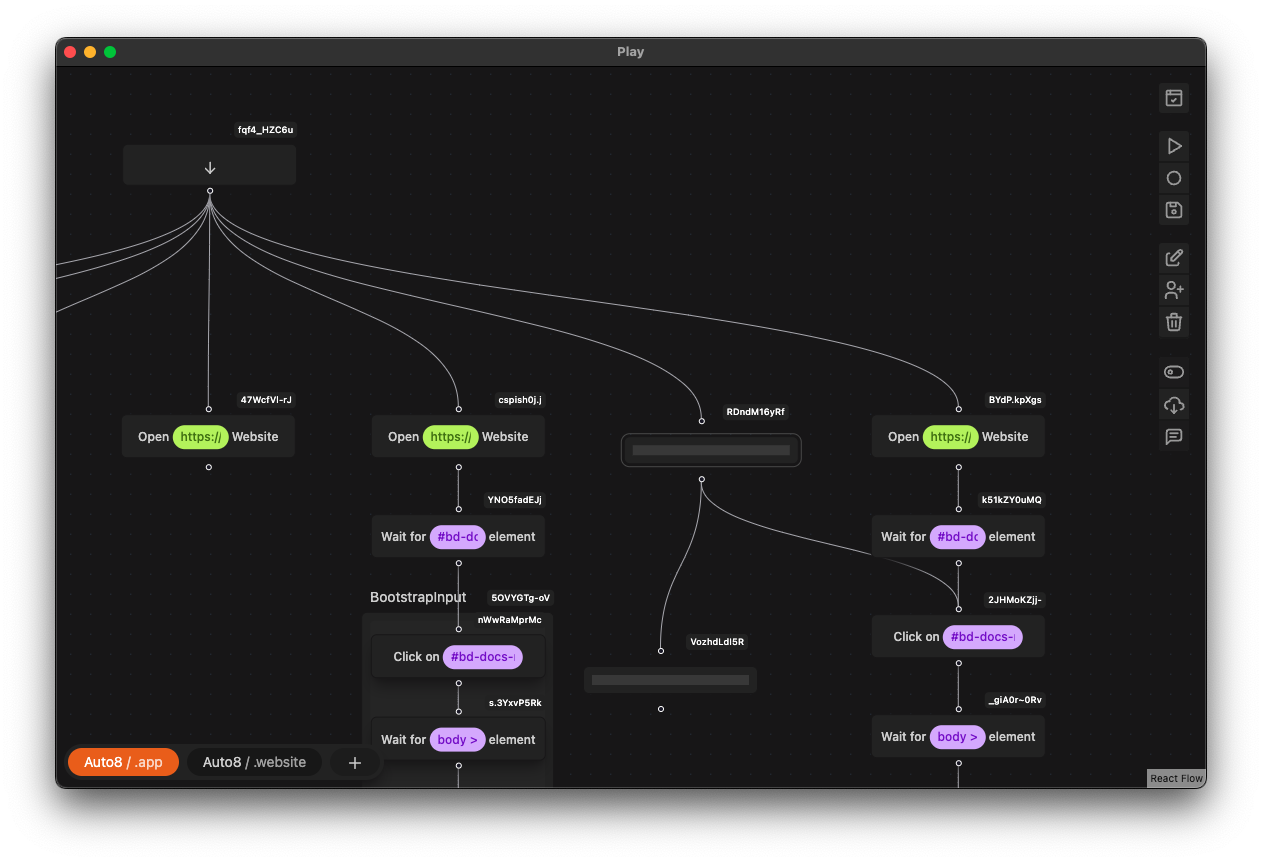 Play
fqf4_HZC6u
47WcfVl-rJ
Open https:// Website
cspish0j.j
Open https:// Website
RDndM16yRf
BYdP.kpXgs
Open https:// Website
YNO5fadEJj
Wait for #bd-dc element
k51kZY0uMQ
Wait for #bd-dc element
BootstrapInput
5OVYGTg-oV
nWwRaMprMc
Click on #bd-docs-
VozhdLdl5R
2JHMoKZjj-
Click on #bd-docs-
s.3YxvP5Rk
Wait for body > element
_giA0r~0Rv
Wait for body > element
Auto8 / .app
Auto8 / .website
React Flow